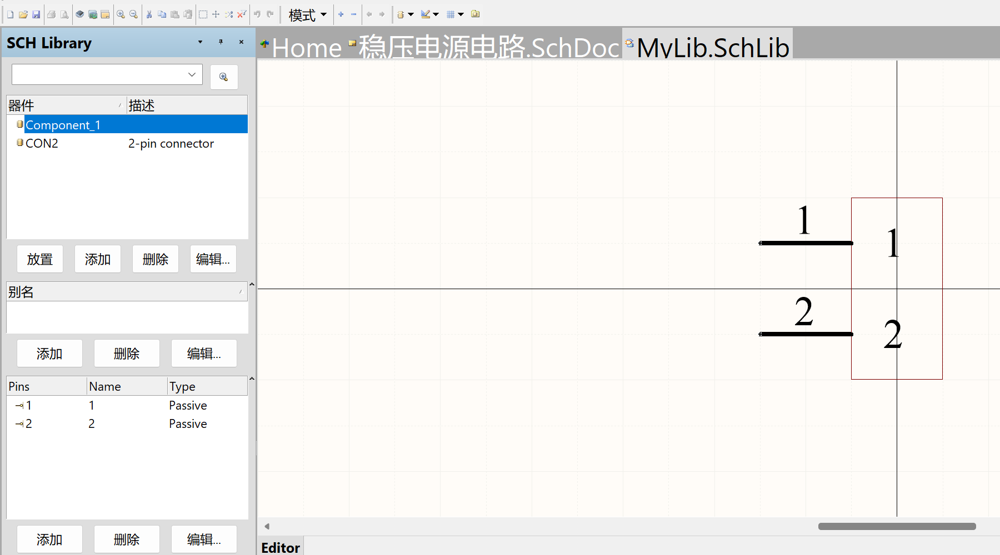 模式
SCH Library
Home
稳压电源电路.SchDoc
MyLib.SchLib
器件 描述
Component_1
CON2 2-pin connector
放置 添加 删除 编辑...
别名
添加 删除 编辑...
Pins Name Type
1 1 Passive
2 2 Passive
添加 删除 编辑...
1
1
2
2
Editor